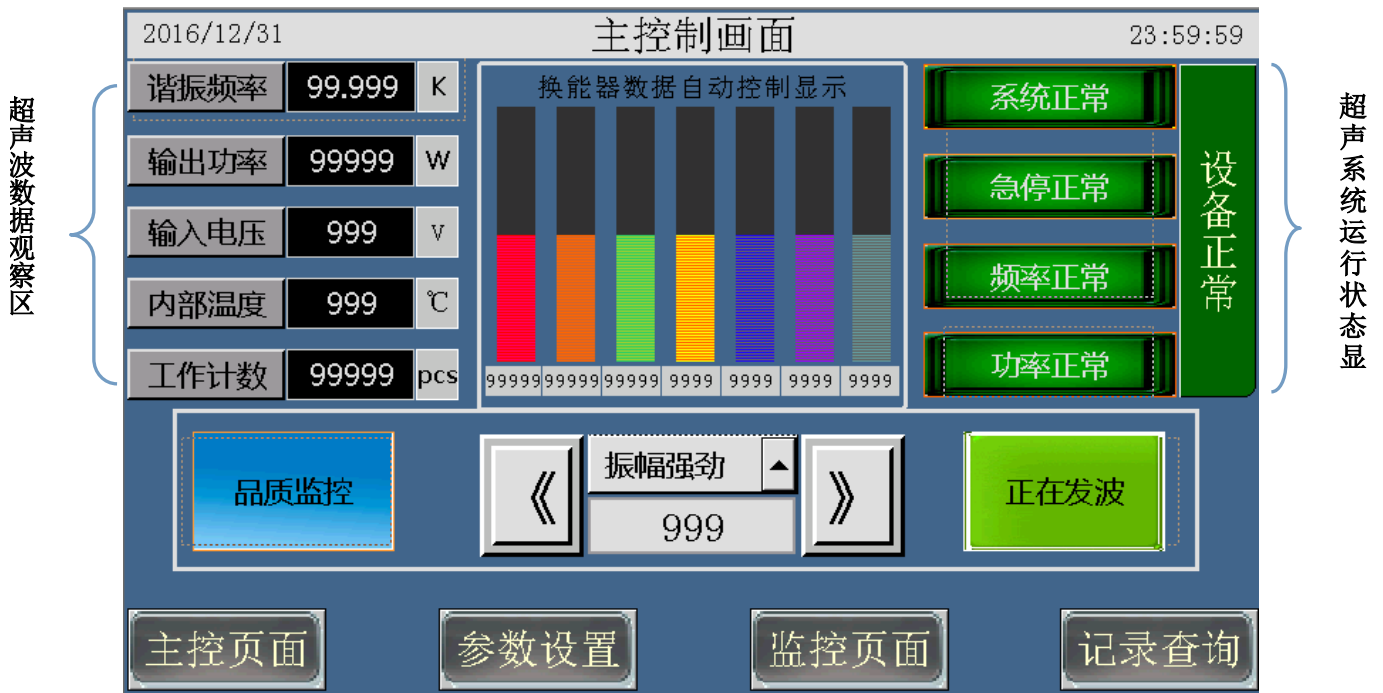 2016/12/31 主控制画面 23:59:59
超声波数据观察区
谐振频率 99.999 K
输出功率 99999 W
输入电压 999 V
内部温度 999 ℃
工作计数 99999 pcs
换能器数据自动控制显示
99999 99999 99999 9999 9999 9999 9999
系统正常
急停正常
频率正常
功率正常
设备正常
超声系统运行状态显
品质监控
《
振幅强劲
999
》
正在发波
主控页面 参数设置 监控页面 记录查询